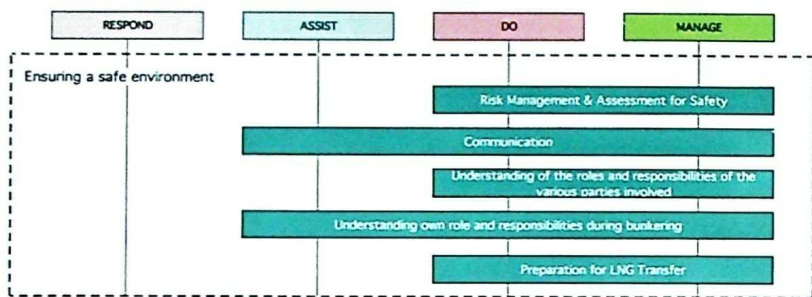 RESPOND
ASSIST
DO
MANAGE
Ensuring a safe environment
Risk Management & Assessment for Safety
Communication
Understanding of the roles and responsibilities of the
various parties involved
Understanding own role and responsibilities during bunkering
Preparation for LNG Transfer